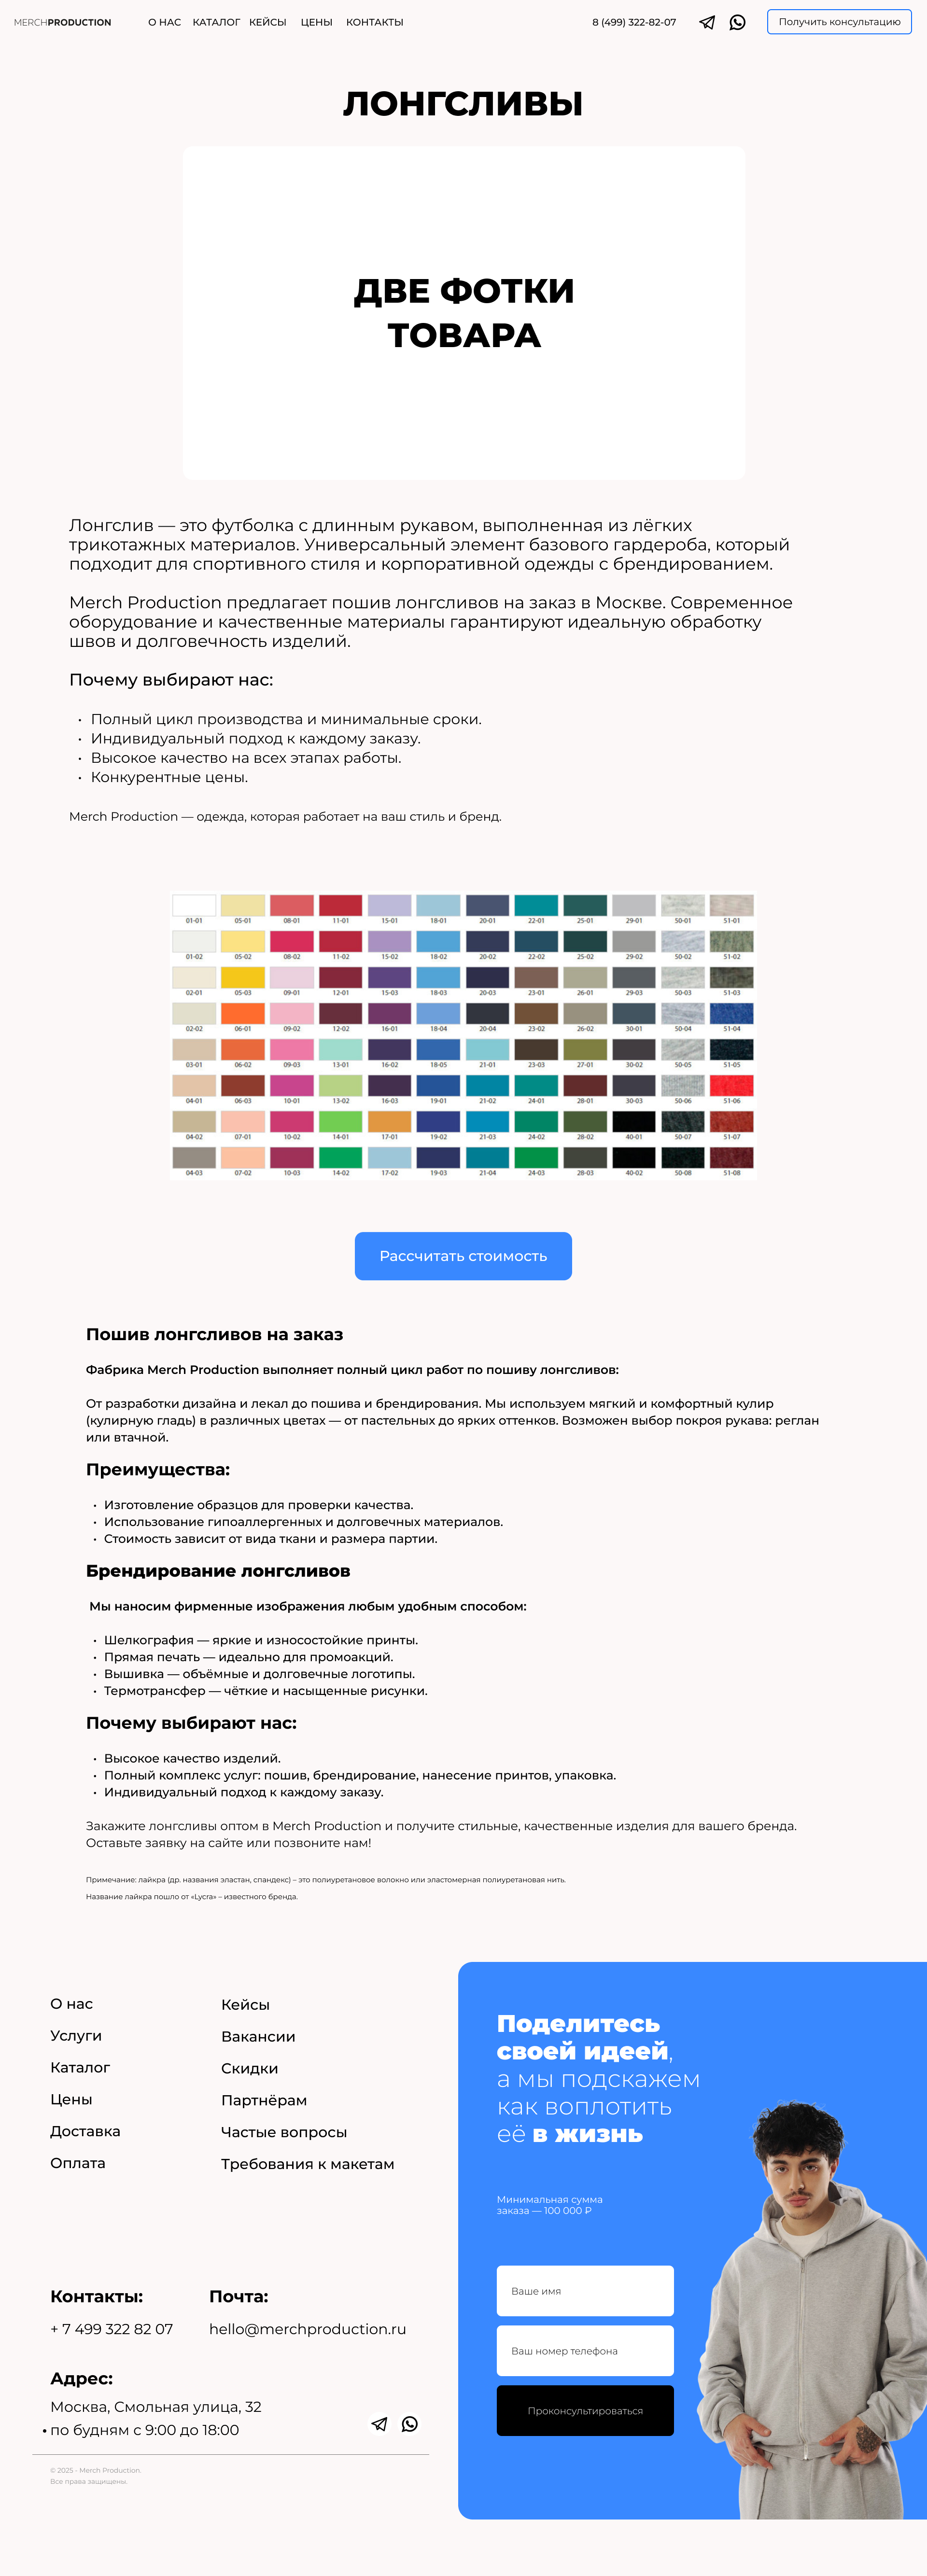 MERCHPRODUCTION
О НАС КАТАЛОГ КЕЙСЫ ЦЕНЫ КОНТАКТЫ
8 (499) 322-82-07
Получить консультацию
ЛОНГСЛИВЫ
ДВЕ ФОТКИ
ТОВАРА
Лонгслив — это футболка с длинным рукавом, выполненная из лёгких
трикотажных материалов. Универсальный элемент базового гардероба, который
подходит для спортивного стиля и корпоративной одежды с брендированием.
Merch Production предлагает пошив лонгсливов на заказ в Москве. Современное
оборудование и качественные материалы гарантируют идеальную обработку
швов и долговечность изделий.
Почему выбирают нас:
• Полный цикл производства и минимальные сроки.
• Индивидуальный подход к каждому заказу.
• Высокое качество на всех этапах работы.
• Конкурентные цены.
Merch Production — одежда, которая работает на ваш стиль и бренд.
01-01 05-01 08-01 11-01 15-01 18-01 20-01 22-01 25-01 29-01 50-01 51-01
01-02 05-02 08-02 11-02 15-02 18-02 20-02 22-02 25-02 29-02 50-02 51-02
02-01 05-03 09-01 12-01 15-03 18-03 20-03 23-01 26-01 29-03 50-03 51-03
02-02 06-01 09-02 12-02 16-01 18-04 20-04 23-02 26-02 30-01 50-04 51-04
03-01 06-02 09-03 13-01 16-02 18-05 21-01 23-03 27-01 30-02 50-05 51-05
04-01 06-03 10-01 13-02 16-03 19-01 21-02 24-01 28-01 30-03 50-06 51-06
04-02 07-01 10-02 14-01 17-01 19-02 21-03 24-02 28-02 40-01 50-07 51-07
04-03 07-02 10-03 14-02 17-02 19-03 21-04 24-03 28-03 40-02 50-08 51-08
Рассчитать стоимость
Пошив лонгсливов на заказ
Фабрика Merch Production выполняет полный цикл работ по пошиву лонгсливов:
От разработки дизайна и лекал до пошива и брендирования. Мы используем мягкий и комфортный кулир
(кулирную гладь) в различных цветах — от пастельных до ярких оттенков. Возможен выбор покроя рукава: реглан
или втачной.
Преимущества:
• Изготовление образцов для проверки качества.
• Использование гипоаллергенных и долговечных материалов.
• Стоимость зависит от вида ткани и размера партии.
Брендирование лонгсливов
Мы наносим фирменные изображения любым удобным способом:
• Шелкография — яркие и износостойкие принты.
• Прямая печать — идеально для промоакций.
• Вышивка — объёмные и долговечные логотипы.
• Термотрансфер — чёткие и насыщенные рисунки.
Почему выбирают нас:
• Высокое качество изделий.
• Полный комплекс услуг: пошив, брендирование, нанесение принтов, упаковка.
• Индивидуальный подход к каждому заказу.
Закажите лонгсливы оптом в Merch Production и получите стильные, качественные изделия для вашего бренда.
Оставьте заявку на сайте или позвоните нам!
Примечание: лайкра (др. названия эластан, спандекс) – это полиуретановое волокно или эластомерная полиуретановая нить.
Название лайкра пошло от «Lycra» – известного бренда.
О нас
Услуги
Каталог
Цены
Доставка
Оплата
Кейсы
Вакансии
Скидки
Партнёрам
Частые вопросы
Требования к макетам
Контакты:
+ 7 499 322 82 07
Почта:
hello@merchproduction.ru
Адрес:
Москва, Смольная улица, 32
• по будням с 9:00 до 18:00
© 2025 - Merch Production.
Все права защищены.
Поделитесь
своей идеей,
а мы подскажем
как воплотить
её в жизнь
Минимальная сумма
заказа — 100 000 ₽
Ваше имя
Ваш номер телефона
Проконсультироваться